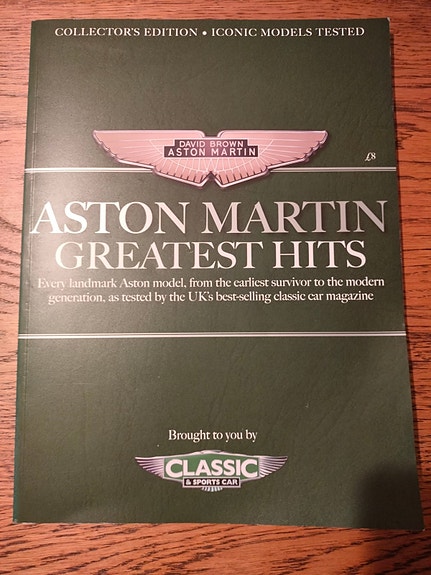 COLLECTOR'S EDITION • ICONIC MODELS TESTED
DAVID BROWN
ASTON MARTIN
£8
ASTON MARTIN
GREATEST HITS
Every landmark Aston model, from the earliest survivor to the modern
generation, as tested by the UK's best-selling classic car magazine
Brought to you by
CLASSIC
& SPORTS CAR